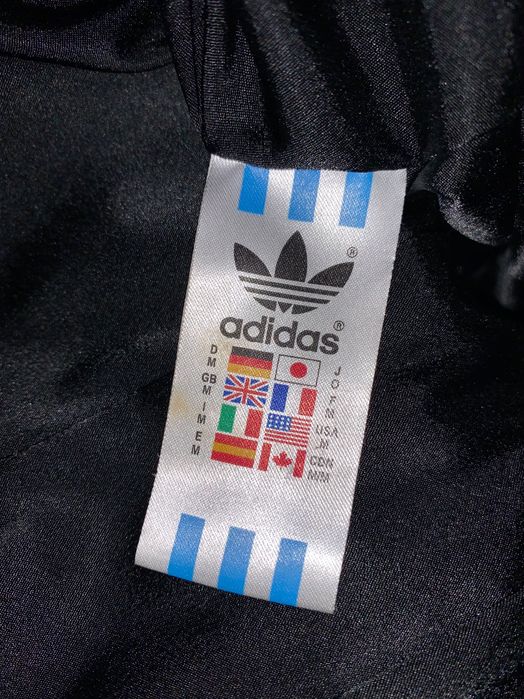 ®
adidas®
D M J O
GB M F M
I M USA M
E M CDN M/M